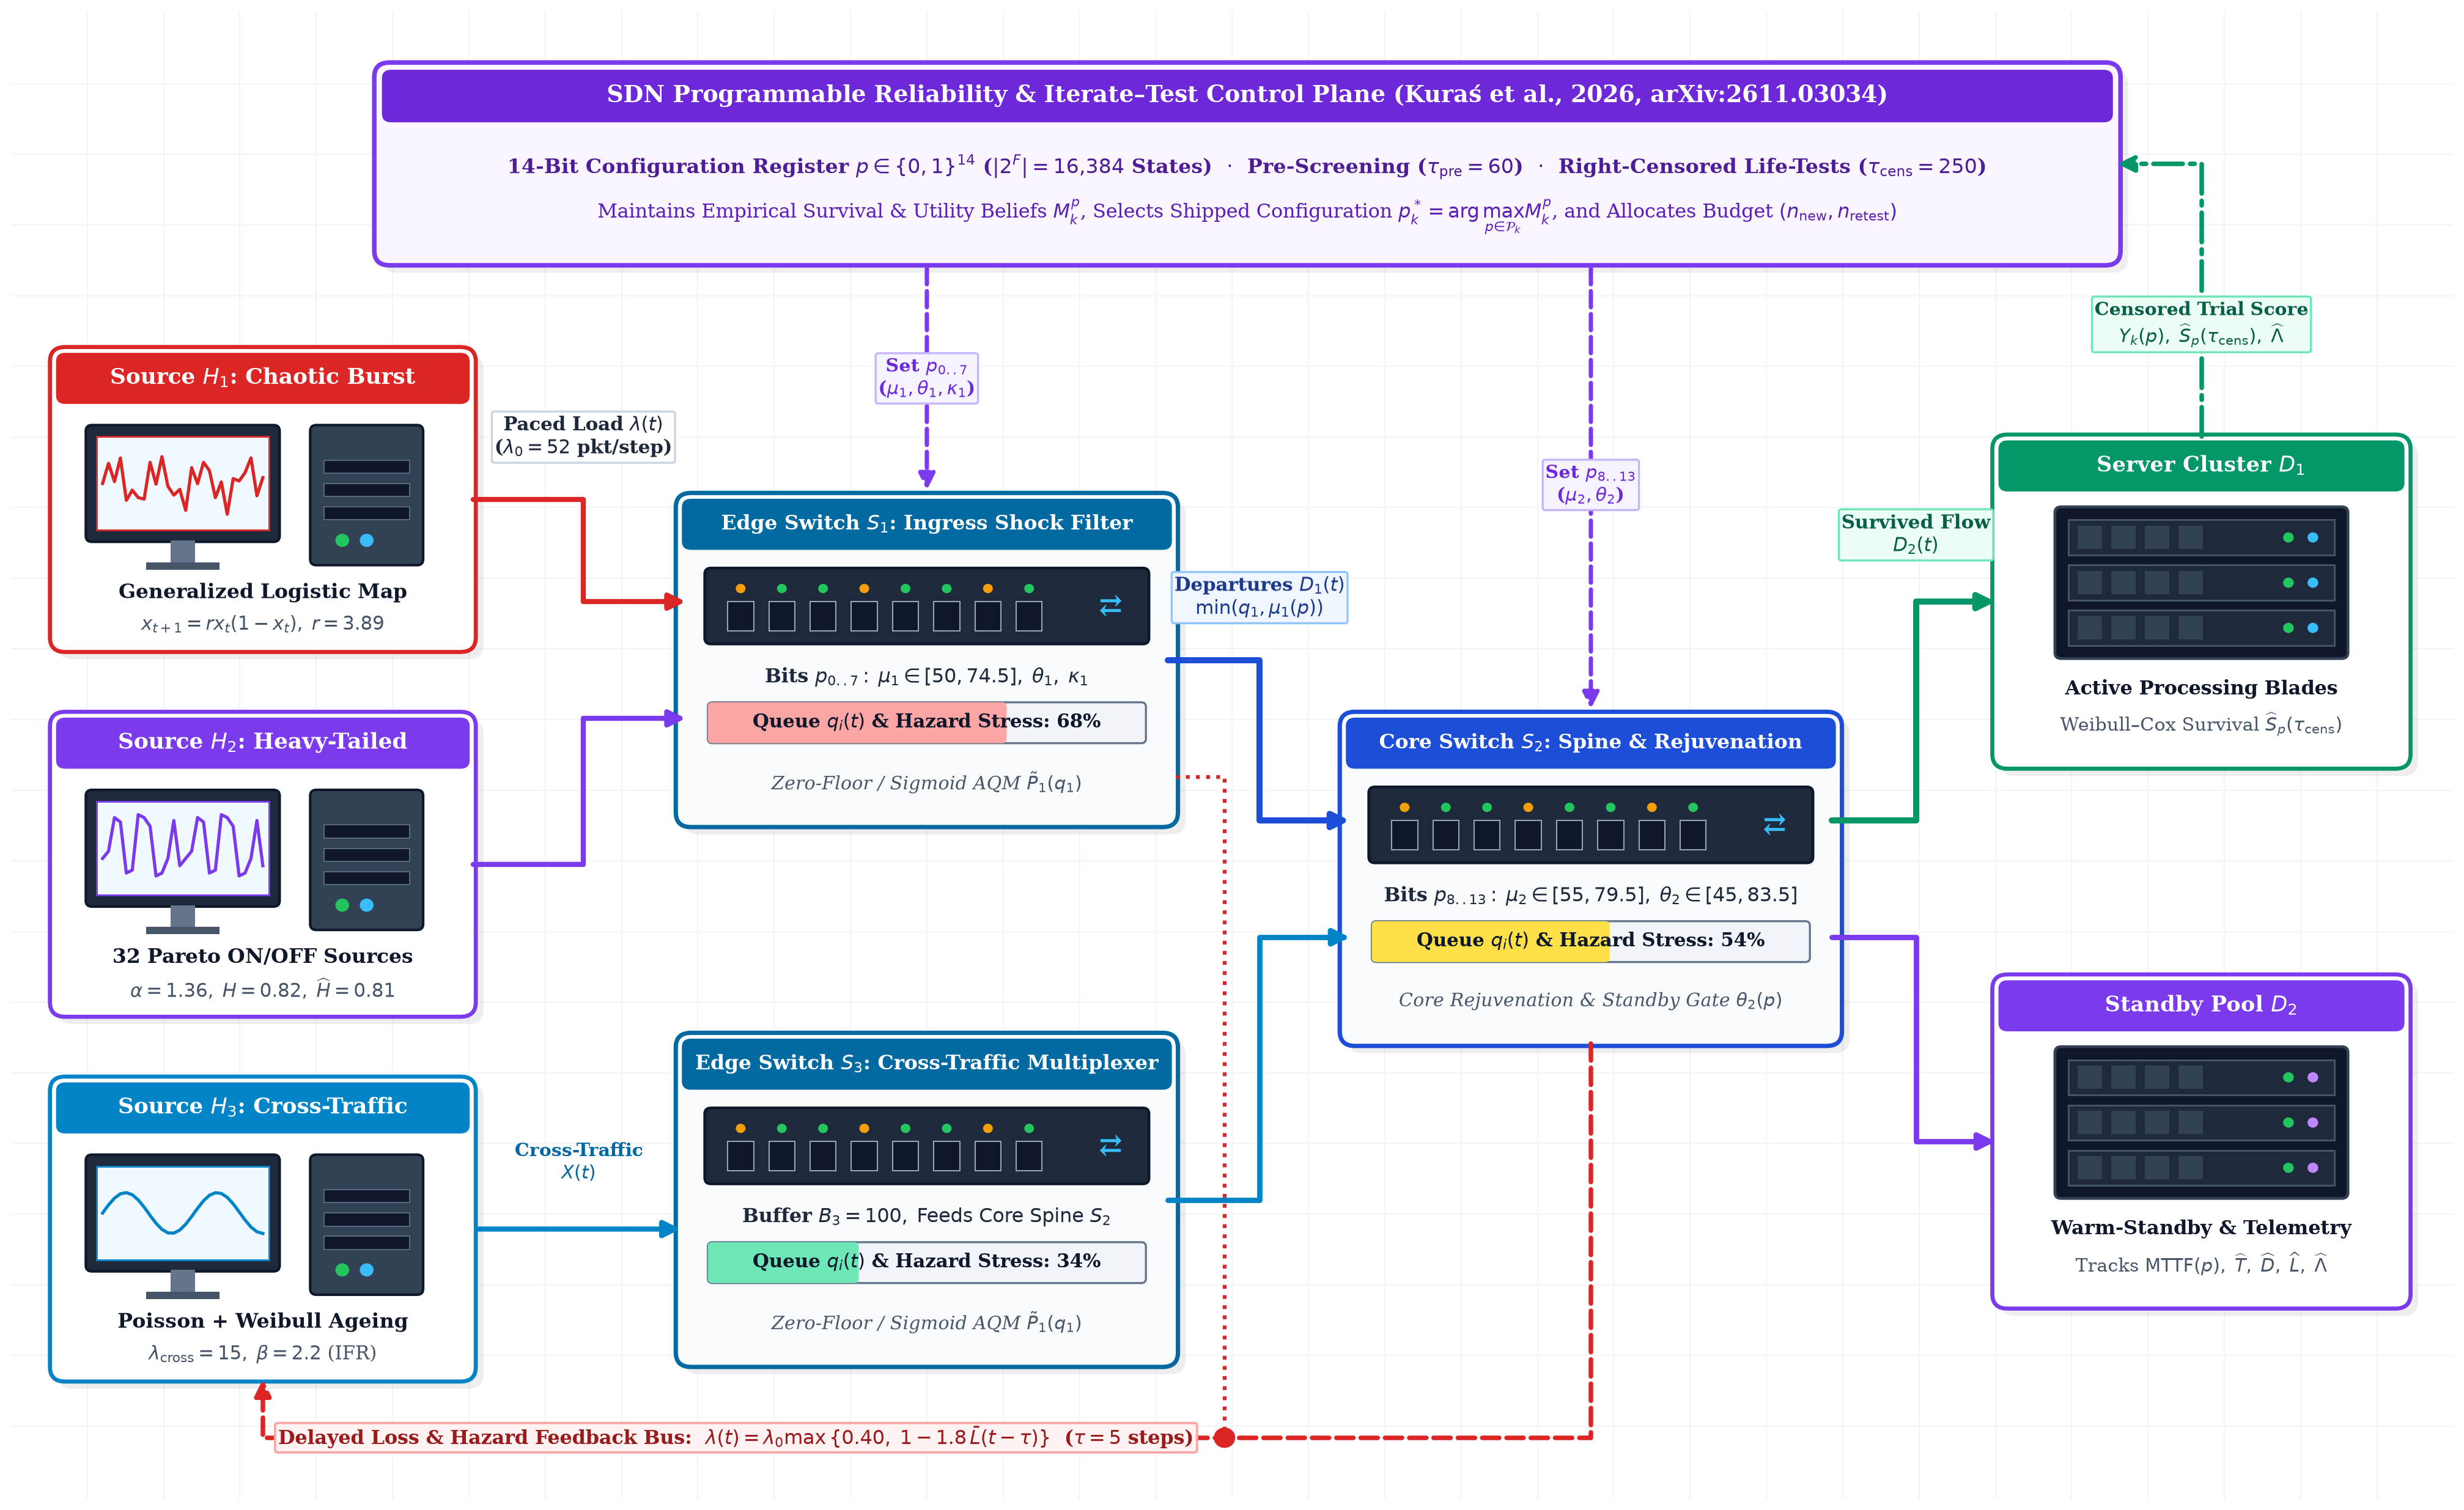 SDN Programmable Reliability & Iterate–Test Control Plane (Kuraś et al., 2026, arXiv:2611.03034)
14-Bit Configuration Register p ∈ {0, 1}^14 (|2^F| = 16,384 States) · Pre-Screening (τ_pre = 60) · Right-Censored Life-Tests (τ_cens = 250)
Maintains Empirical Survival & Utility Beliefs M_k^p, Selects Shipped Configuration p_k^* = arg max_{p∈𝒫_k} M_k^p, and Allocates Budget (n_new, n_retest)
Set p_0..7
(μ_1, θ_1, κ_1)
Set p_8..13
(μ_2, θ_2)
Censored Trial Score
Y_k(p), Ŝ_p(τ_cens), Λ̂
Source H_1: Chaotic Burst
Generalized Logistic Map
x_{t+1} = rx_t(1 − x_t), r = 3.89
Paced Load λ(t)
(λ_0 = 52 pkt/step)
Source H_2: Heavy-Tailed
32 Pareto ON/OFF Sources
α = 1.36, H = 0.82, Ĥ = 0.81
Source H_3: Cross-Traffic
Poisson + Weibull Ageing
λ_cross = 15, β = 2.2 (IFR)
Cross-Traffic
X(t)
Edge Switch S_1: Ingress Shock Filter
⇄
Bits p_0..7 : μ_1 ∈ [50, 74.5], θ_1, κ_1
Queue q_i(t) & Hazard Stress: 68%
Zero-Floor / Sigmoid AQM P̃_1(q_1)
Departures D_1(t)
min(q_1, μ_1(p))
Edge Switch S_3: Cross-Traffic Multiplexer
⇄
Buffer B_3 = 100, Feeds Core Spine S_2
Queue q_i(t) & Hazard Stress: 34%
Zero-Floor / Sigmoid AQM P̃_1(q_1)
Core Switch S_2: Spine & Rejuvenation
⇄
Bits p_8..13 : μ_2 ∈ [55, 79.5], θ_2 ∈ [45, 83.5]
Queue q_i(t) & Hazard Stress: 54%
Core Rejuvenation & Standby Gate θ_2(p)
Survived Flow
D_2(t)
Server Cluster D_1
Active Processing Blades
Weibull–Cox Survival Ŝ_p(τ_cens)
Standby Pool D_2
Warm-Standby & Telemetry
Tracks MTTF(p), T̂, D̂, L̂, Λ̂
Delayed Loss & Hazard Feedback Bus: λ(t) = λ_0 max {0.40, 1 − 1.8 L̄(t − τ)} (τ = 5 steps)